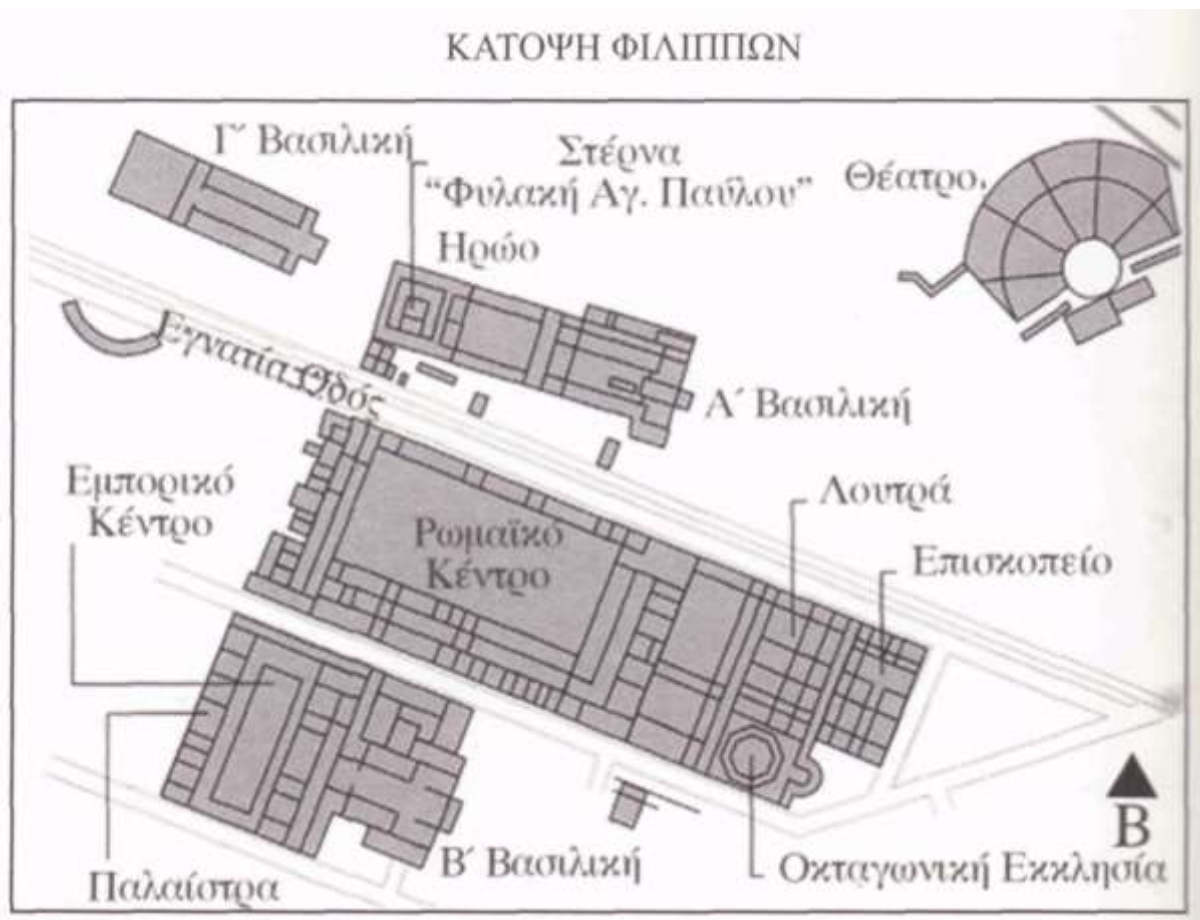 ΚΑΤΟΨΗ ΦΙΛΙΠΠΩΝ
Γ΄ Βασιλική
Στέρνα
“Φυλακή Αγ. Παύλου”
Θέατρο.
Ηρώο
Εγνατία Οδός
Α΄ Βασιλική
Εμπορικό
Κέντρο
Ρωμαϊκό
Κέντρο
Λουτρά
Επισκοπείο
Β
Β΄ Βασιλική
Οκταγωνική Εκκλησία
Παλαίστρα